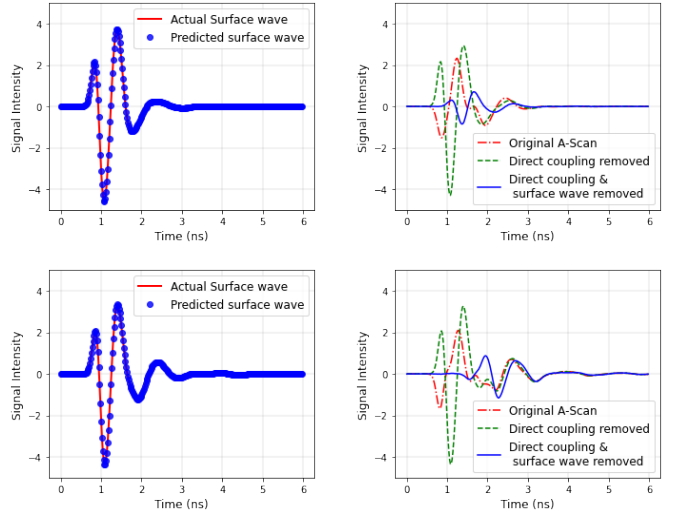 Signal Intensity
4
2
0
−2
−4
Actual Surface wave
Predicted surface wave
0 1 2 3 4 5 6
Time (ns)
Signal Intensity
4
2
0
−2
−4
Original A-Scan
Direct coupling removed
Direct coupling &
surface wave removed
0 1 2 3 4 5 6
Time (ns)
Signal Intensity
4
2
0
−2
−4
Actual Surface wave
Predicted surface wave
0 1 2 3 4 5 6
Time (ns)
Signal Intensity
4
2
0
−2
−4
Original A-Scan
Direct coupling removed
Direct coupling &
surface wave removed
0 1 2 3 4 5 6
Time (ns)